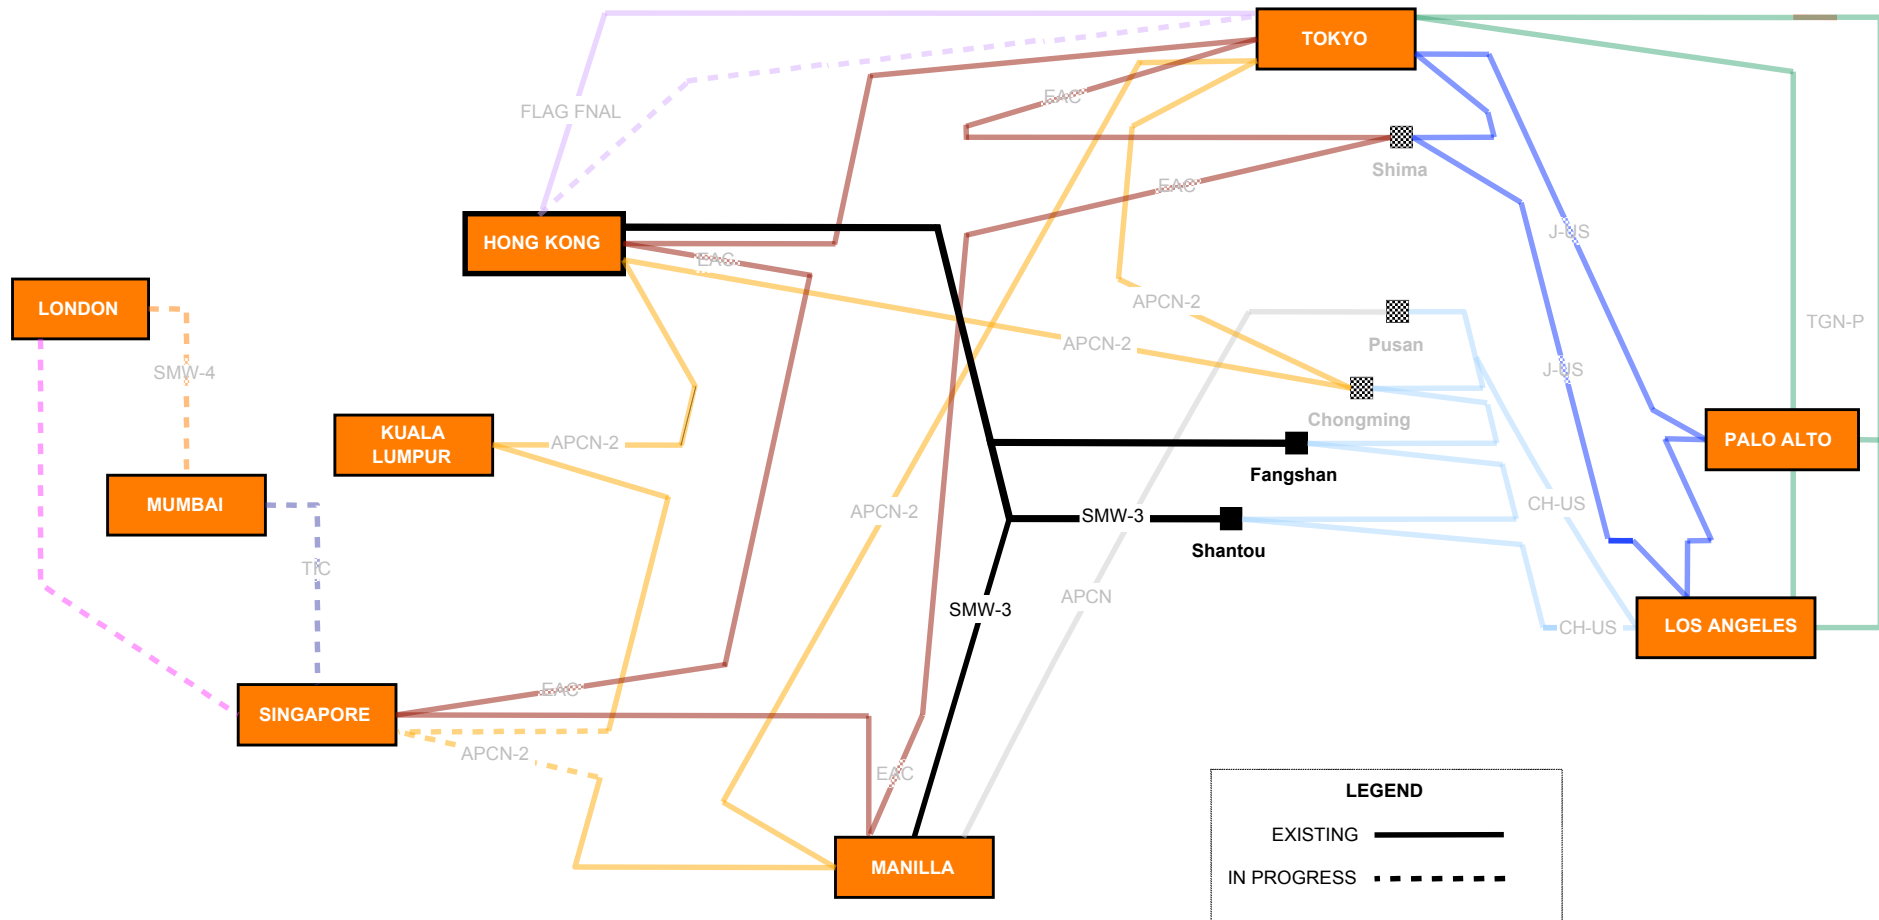 TOKYO
EAC
FLAG FNAL
Shima
EAC
J-US
HONG KONG
EAC
LONDON
APCN-2
TGN-P
APCN-2
Pusan
SMW-4
J-US
Chongming
KUALA
LUMPUR
APCN-2
PALO ALTO
Fangshan
MUMBAI
APCN-2
SMW-3
CH-US
Shantou
TIC
APCN
SMW-3
CH-US
LOS ANGELES
EAC
SINGAPORE
APCN-2
EAC
LEGEND
EXISTING
MANILLA
IN PROGRESS